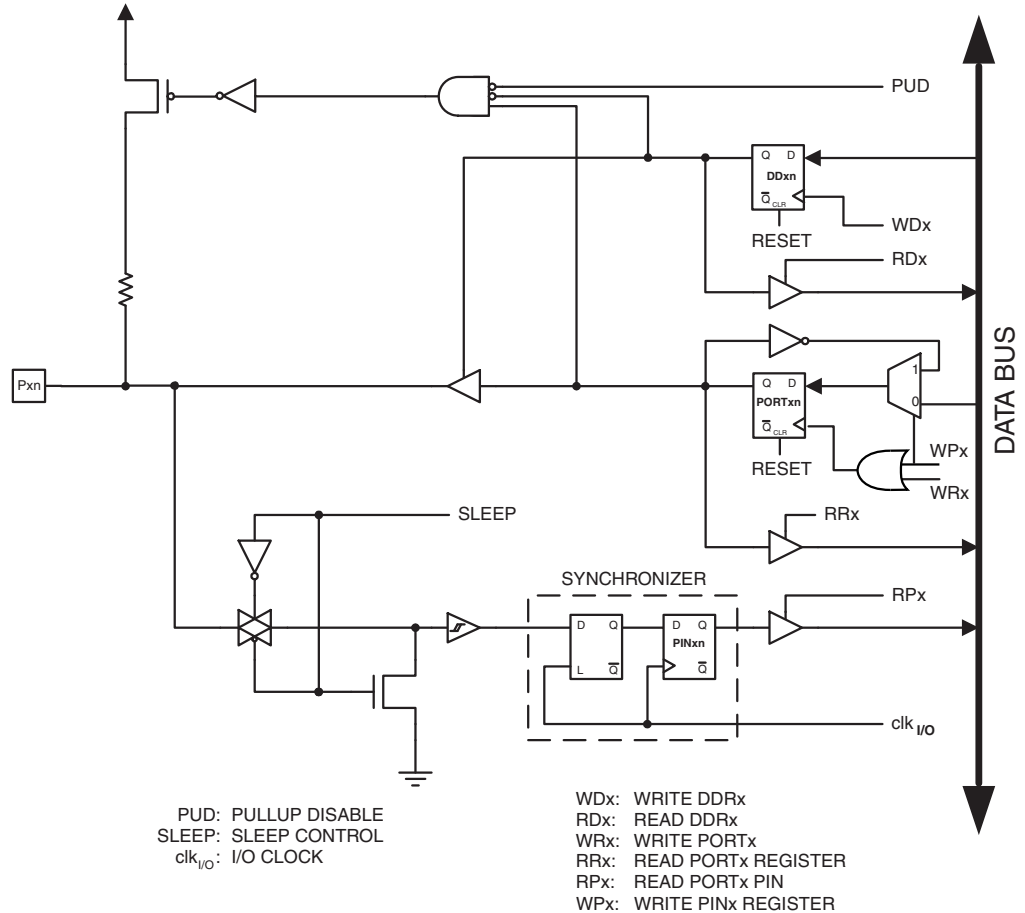 PUD
Q D
DDxn
Q CLR
WDx
RESET
RDx
1
Pxn
Q D
0
PORTxn
DATA BUS
Q CLR
WPx
RESET
WRx
SLEEP
RRx
SYNCHRONIZER
RPx
D Q
D Q
PINxn
L Q
Q
clk I/O
PUD: PULLUP DISABLE
SLEEP: SLEEP CONTROL
clkI/O: I/O CLOCK
WDx: WRITE DDRx
RDx: READ DDRx
WRx: WRITE PORTx
RRx: READ PORTx REGISTER
RPx: READ PORTx PIN
WPx: WRITE PINx REGISTER